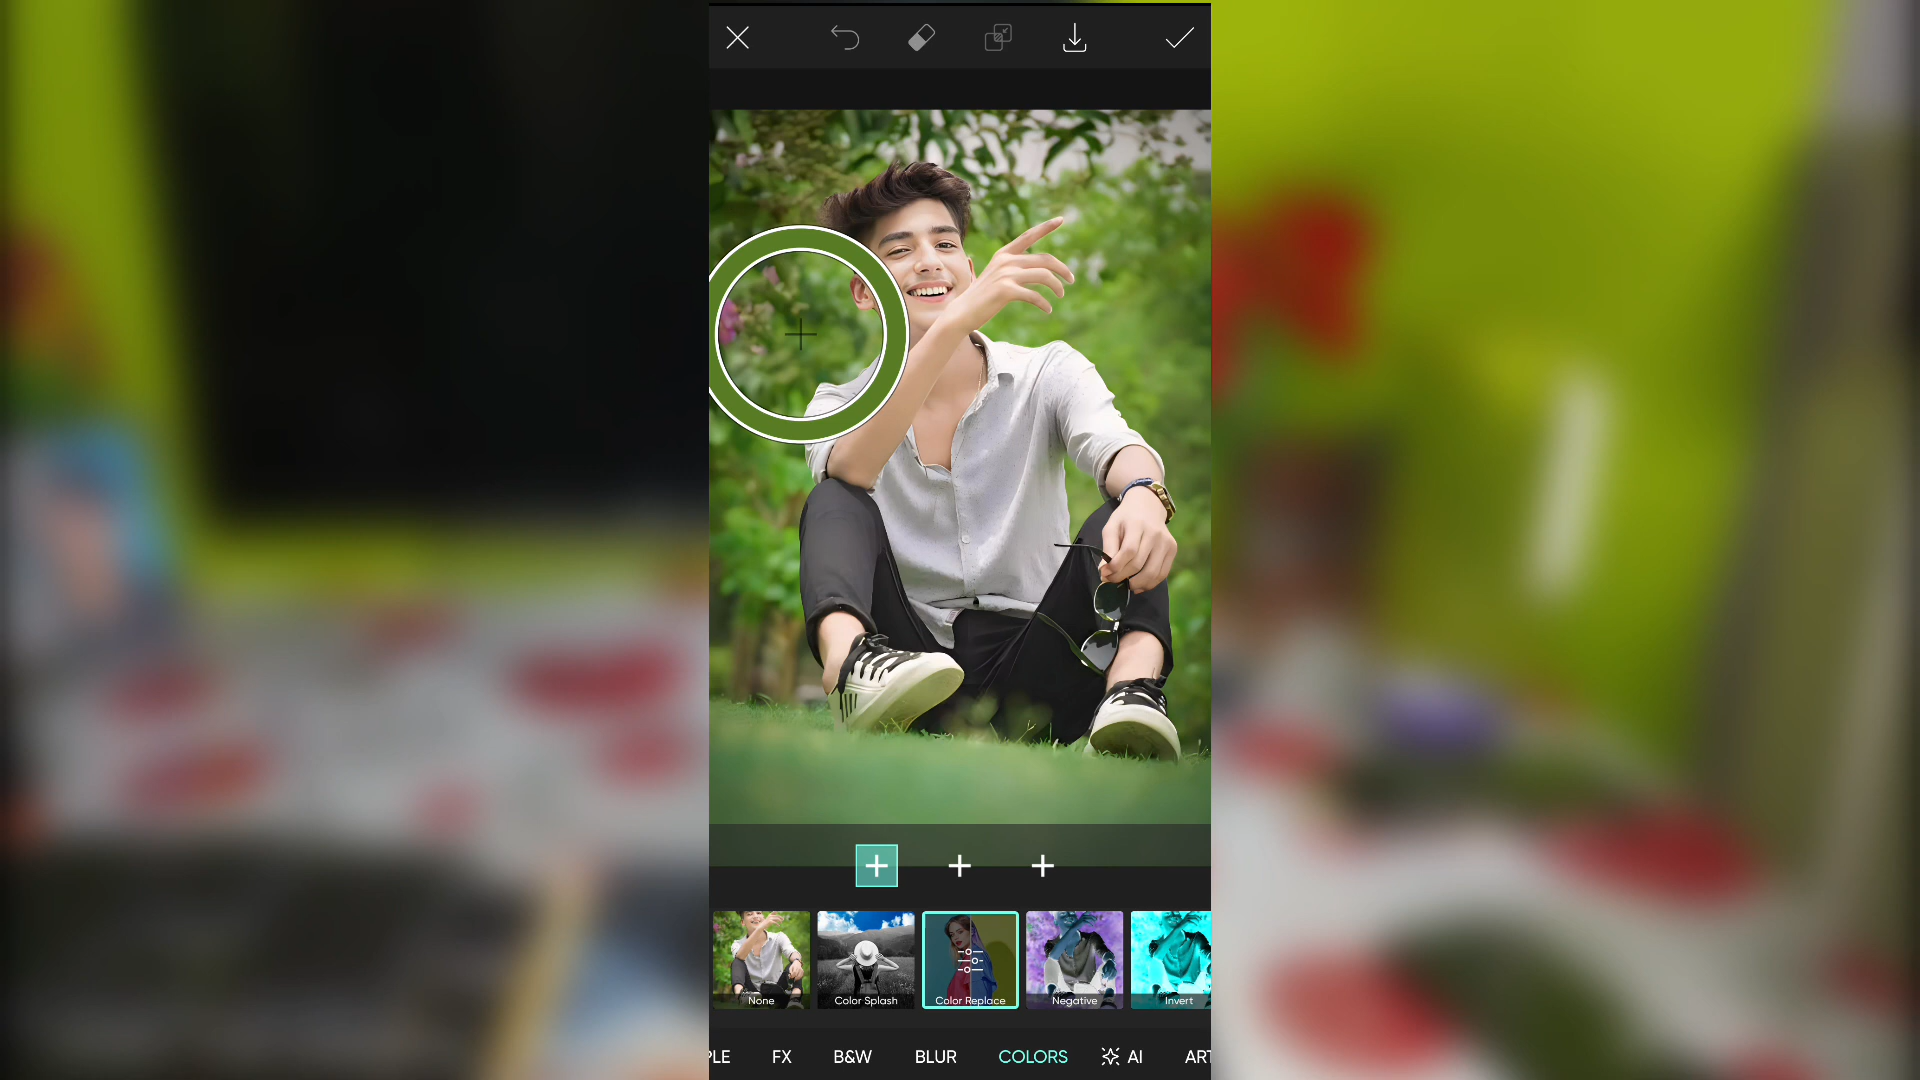 None
Color Splash
Color Replace
Negative
Invert
PLE
FX
B&W
BLUR
COLORS
AI
ART